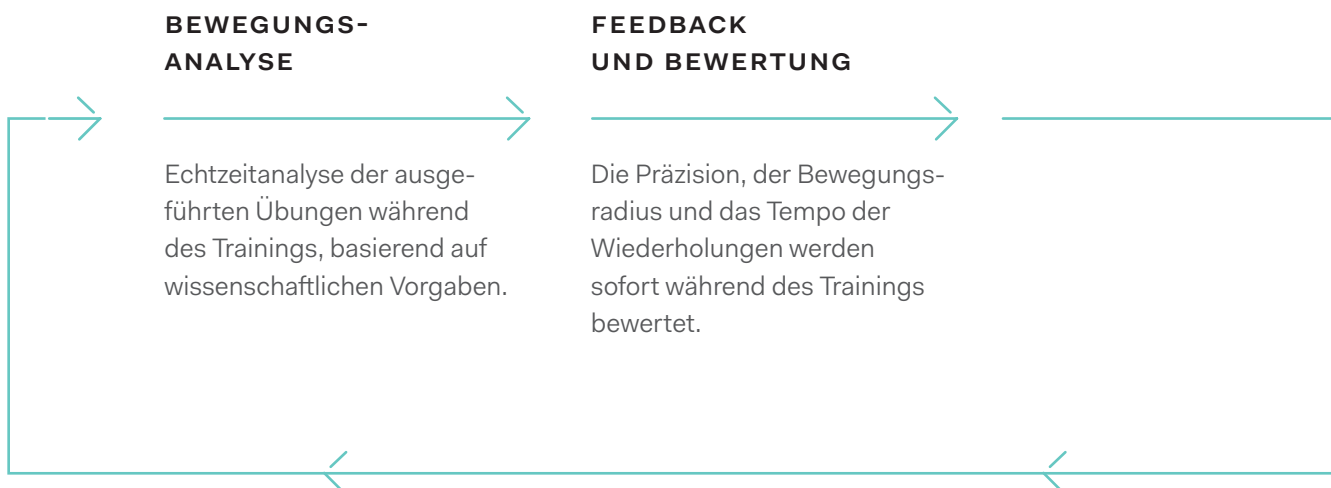 BEWEGUNGS-
ANALYSE
Echtzeitanalyse der ausge-
führten Übungen während
des Trainings, basierend auf
wissenschaftlichen Vorgaben.
FEEDBACK
UND BEWERTUNG
Die Präzision, der Bewegungs-
radius und das Tempo der
Wiederholungen werden
sofort während des Trainings
bewertet.